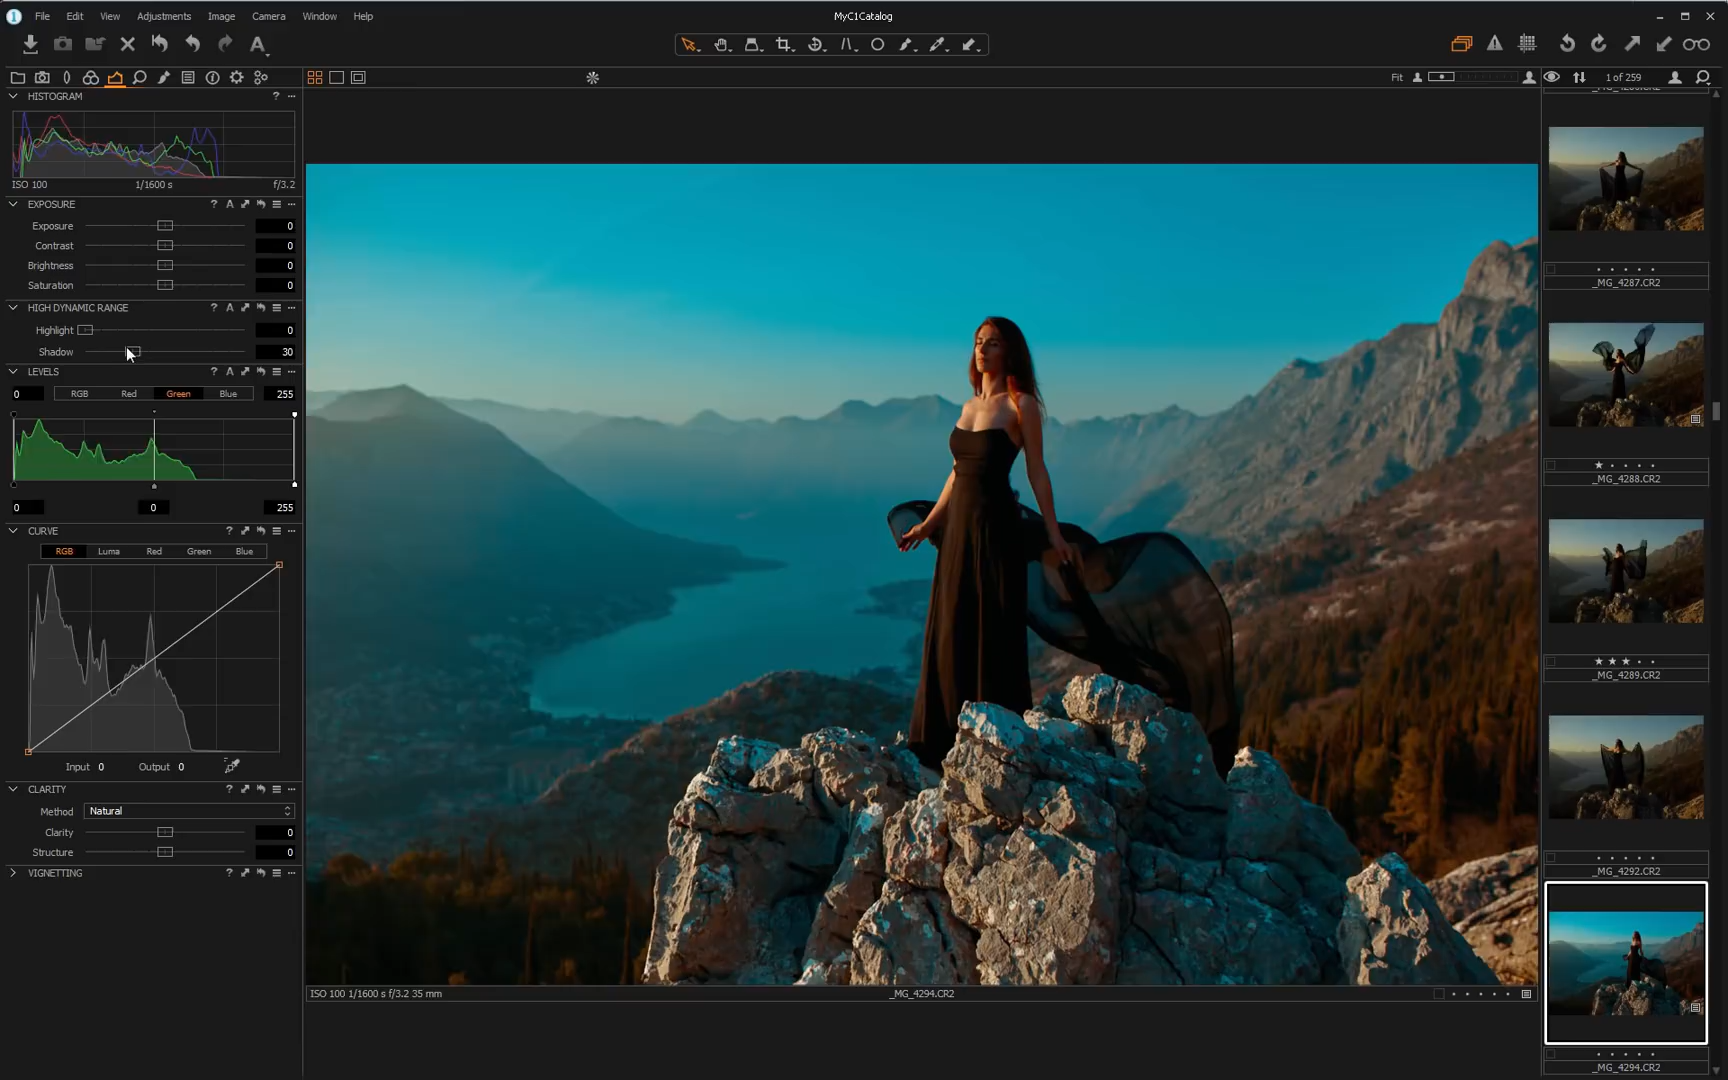 File Edit View Adjustments Image Camera Window Help
MyC1Catalog
Fit
1 of 259
HISTOGRAM ? ...
ISO 100 1/1600 s f/3.2
EXPOSURE ? A
Exposure 0
Contrast 0
Brightness 0
Saturation 0
HIGH DYNAMIC RANGE ? A
Highlight 0
Shadow 30
LEVELS ? A
0 RGB Red Green Blue 255
0 0 255
CURVE ?
RGB Luma Red Green Blue
Input 0 Output 0
CLARITY ?
Method Natural
Clarity 0
Structure 0
VIGNETTING ?
ISO 100 1/1600 s f/3.2 35 mm
_MG_4294.CR2
_MG_4287.CR2
_MG_4288.CR2
_MG_4289.CR2
_MG_4292.CR2
_MG_4294.CR2